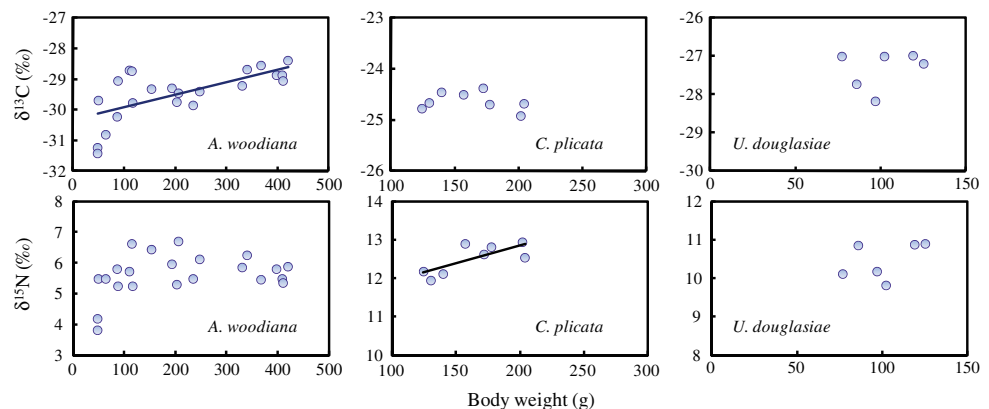 -27
-28
-29
-30
-31
-32
δ¹³C (‰)
0 100 200 300 400 500
A. woodiana
-23
-24
-25
-26
100 150 200 250 300
C. plicata
-26
-27
-28
-29
-30
0 50 100 150
U. douglasiae
8
7
6
5
4
3
δ¹⁵N (‰)
0 100 200 300 400 500
A. woodiana
14
13
12
11
10
100 150 200 250 300
C. plicata
12
11
10
9
8
0 50 100 150
U. douglasiae
Body weight (g)